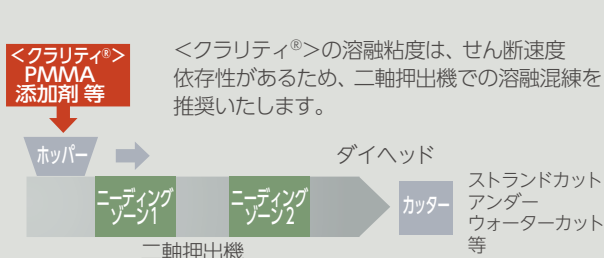 <クラリティ®>
PMMA
添加剤 等
<クラリティ®>の溶融粘度は、せん断速度
依存性があるため、二軸押出機での溶融混練を
推奨いたします。
ホッパー
ダイヘッド
ニーディング
ゾーン1
ニーディング
ゾーン2
カッター
ストランドカット
アンダー
ウォーターカット
等
二軸押出機